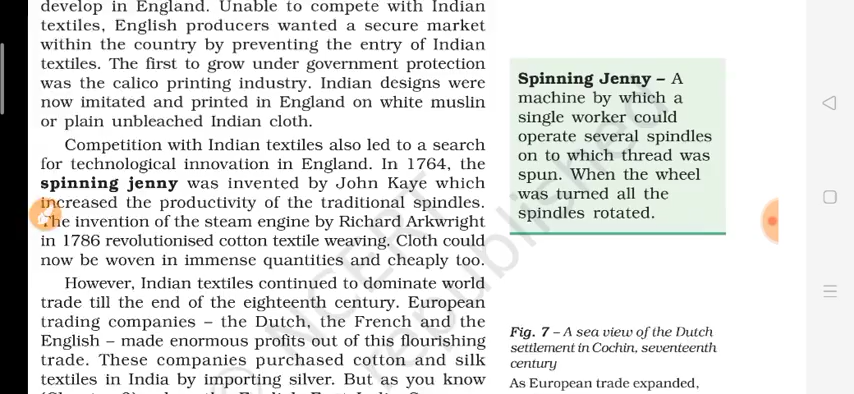 develop in England. Unable to compete with Indian
textiles, English producers wanted a secure market
within the country by preventing the entry of Indian
textiles. The first to grow under government protection
was the calico printing industry. Indian designs were
now imitated and printed in England on white muslin
or plain unbleached Indian cloth.
Competition with Indian textiles also led to a search
for technological innovation in England. In 1764, the
spinning jenny was invented by John Kaye which
increased the productivity of the traditional spindles.
The invention of the steam engine by Richard Arkwright
in 1786 revolutionised cotton textile weaving. Cloth could
now be woven in immense quantities and cheaply too.
However, Indian textiles continued to dominate world
trade till the end of the eighteenth century. European
trading companies – the Dutch, the French and the
English – made enormous profits out of this flourishing
trade. These companies purchased cotton and silk
textiles in India by importing silver. But as you know
Spinning Jenny – A
machine by which a
single worker could
operate several spindles
on to which thread was
spun. When the wheel
was turned all the
spindles rotated.
Fig. 7 – A sea view of the Dutch
settlement in Cochin, seventeenth
century
As European trade expanded,
© NCERT
republished